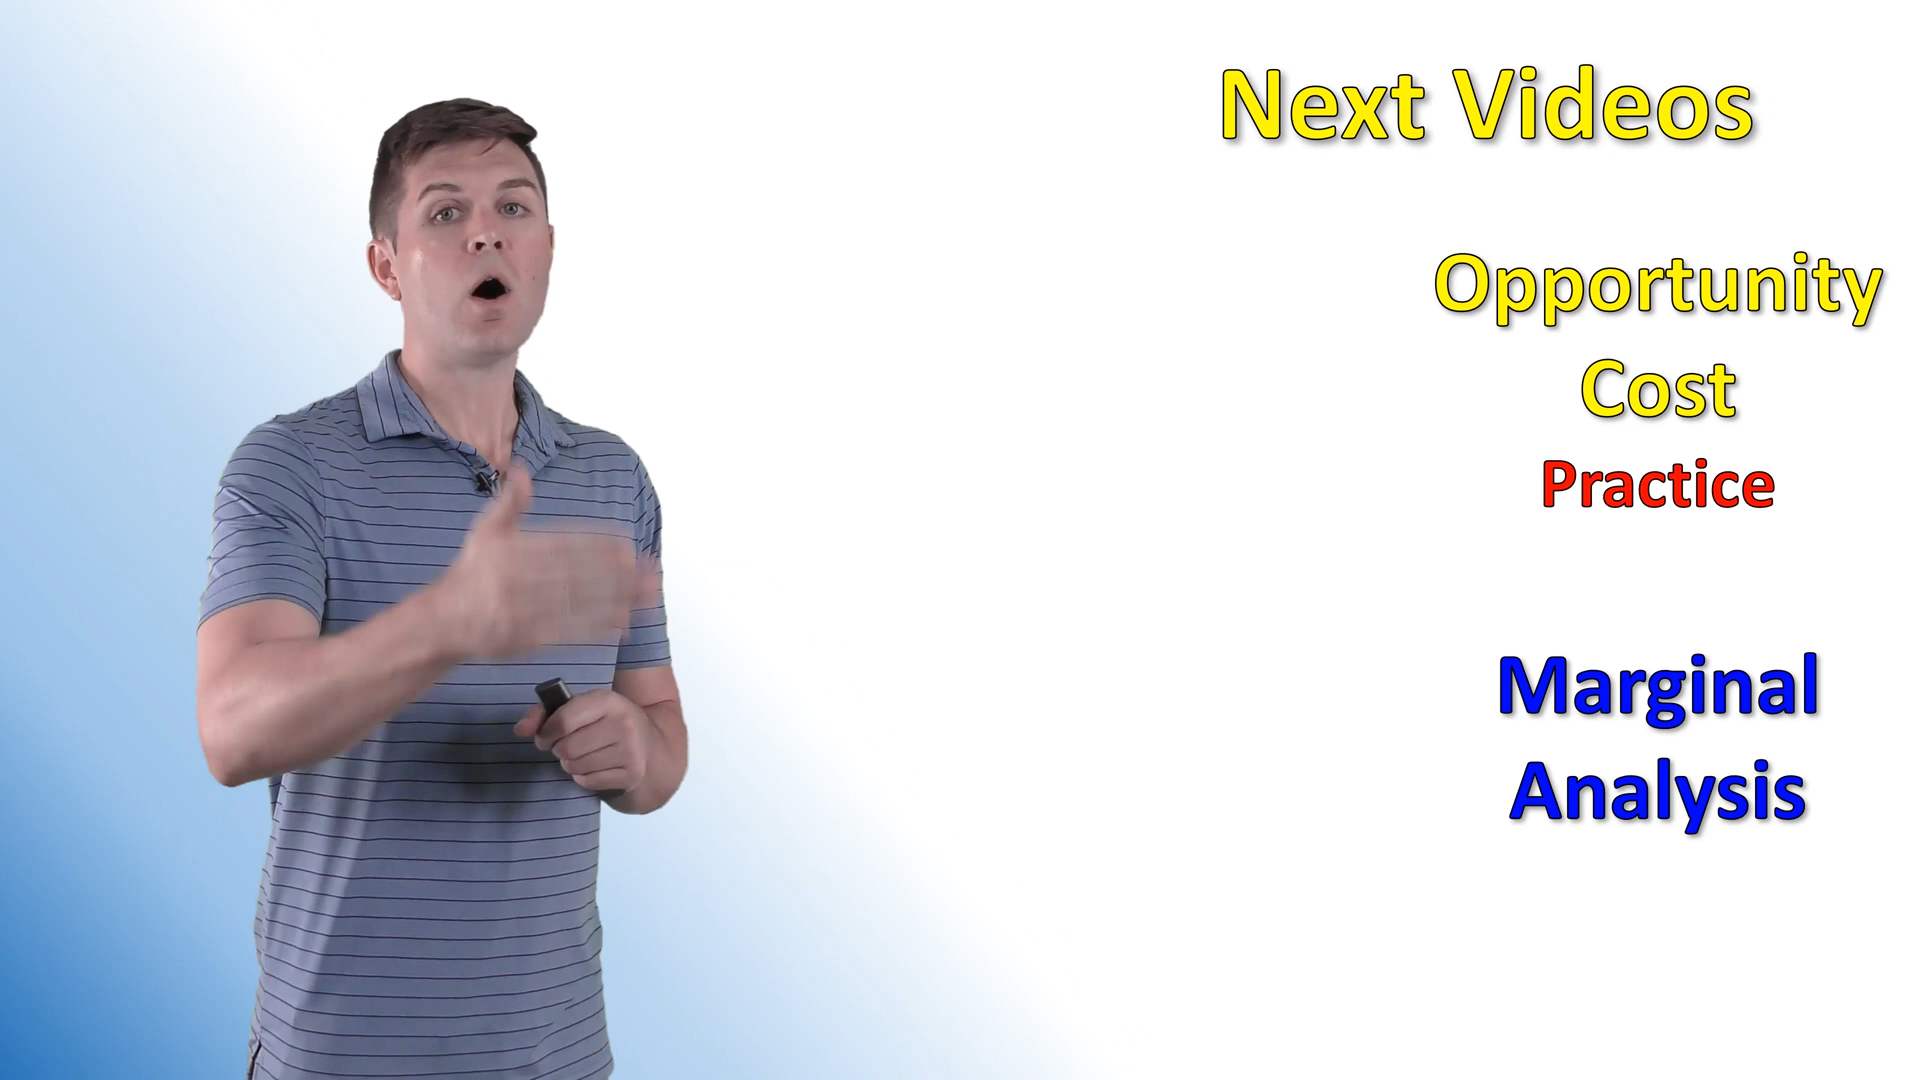 Next Videos
Opportunity
Cost
Practice
Marginal
Analysis